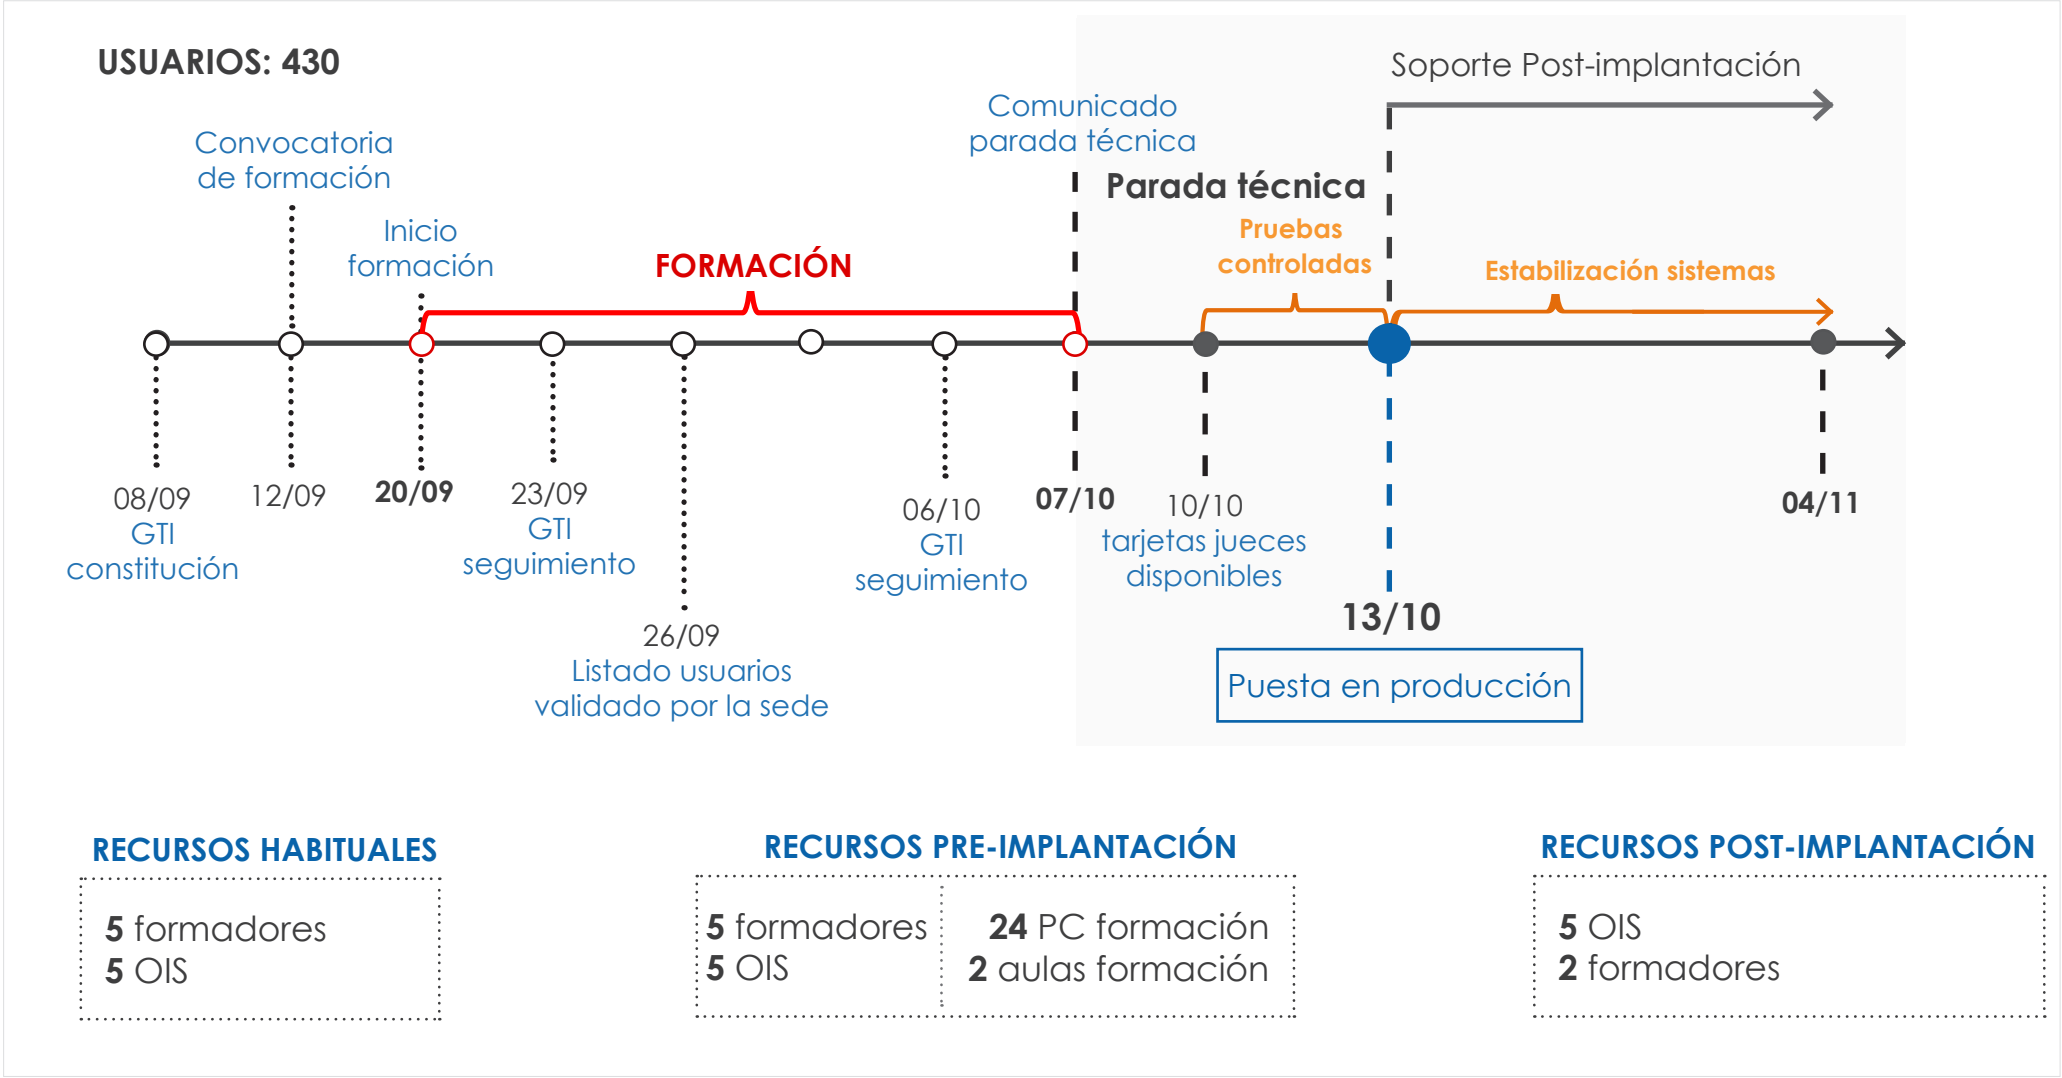 USUARIOS: 430
Soporte Post-implantación
Comunicado
parada técnica
Convocatoria
de formación
Parada técnica
Inicio
formación
FORMACIÓN
Pruebas
controladas
Estabilización sistemas
08/09
GTI
constitución
12/09
20/09
23/09
GTI
seguimiento
26/09
Listado usuarios
validado por la sede
06/10
GTI
seguimiento
07/10
10/10
tarjetas jueces
disponibles
13/10
Puesta en producción
04/11
RECURSOS HABITUALES
5 formadores
5 OIS
RECURSOS PRE-IMPLANTACIÓN
5 formadores
5 OIS
24 PC formación
2 aulas formación
RECURSOS POST-IMPLANTACIÓN
5 OIS
2 formadores